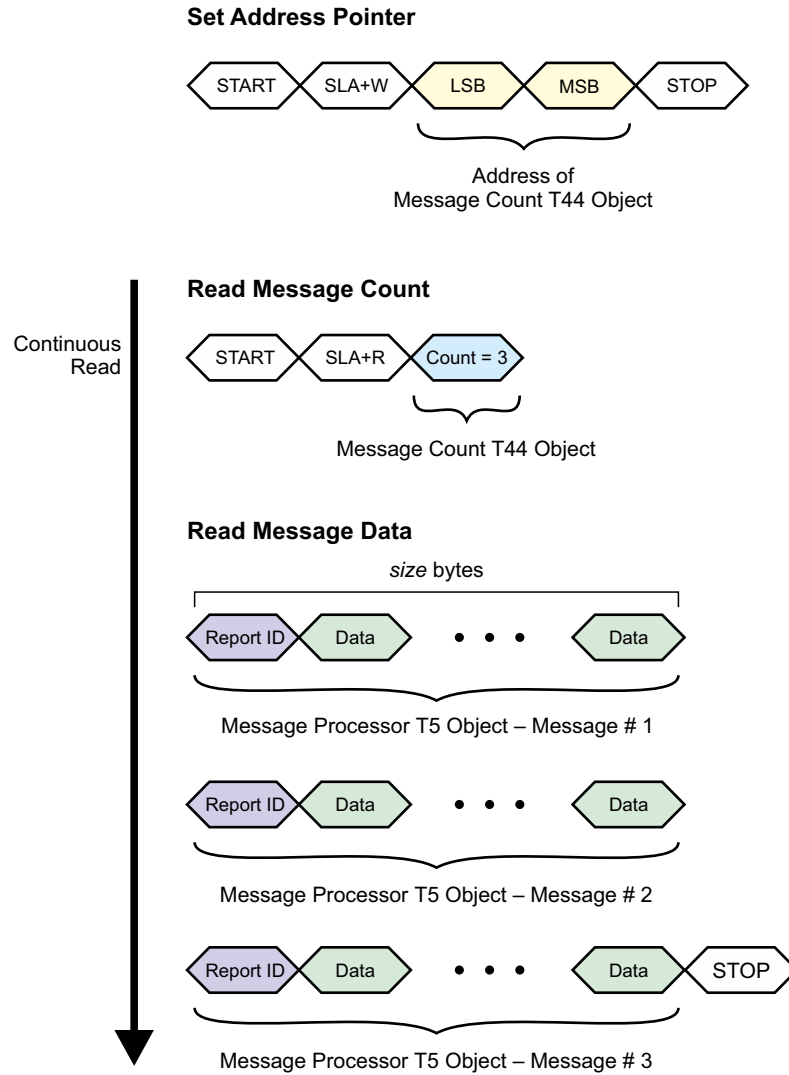 Set Address Pointer
START SLA+W LSB MSB STOP
Address of
Message Count T44 Object
Read Message Count
Continuous
Read
START SLA+R Count = 3
Message Count T44 Object
Read Message Data
size bytes
Report ID Data • • • Data
Message Processor T5 Object – Message # 1
Report ID Data • • • Data
Message Processor T5 Object – Message # 2
Report ID Data • • • Data STOP
Message Processor T5 Object – Message # 3